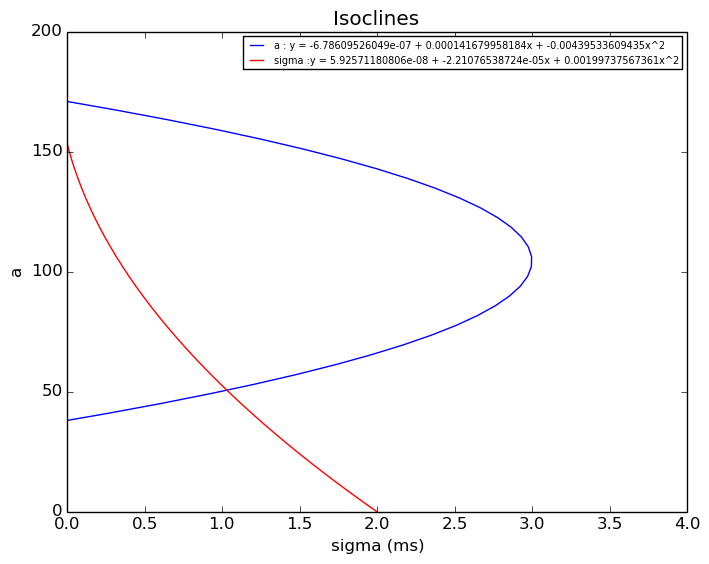 Isoclines
a : y = -6.78609526049e-07 + 0.000141679958184x + -0.00439533609435x^2
sigma :y = 5.92571180806e-08 + -2.21076538724e-05x + 0.00199737567361x^2
200
150
100
50
0
a
0.0 0.5 1.0 1.5 2.0 2.5 3.0 3.5 4.0
sigma (ms)